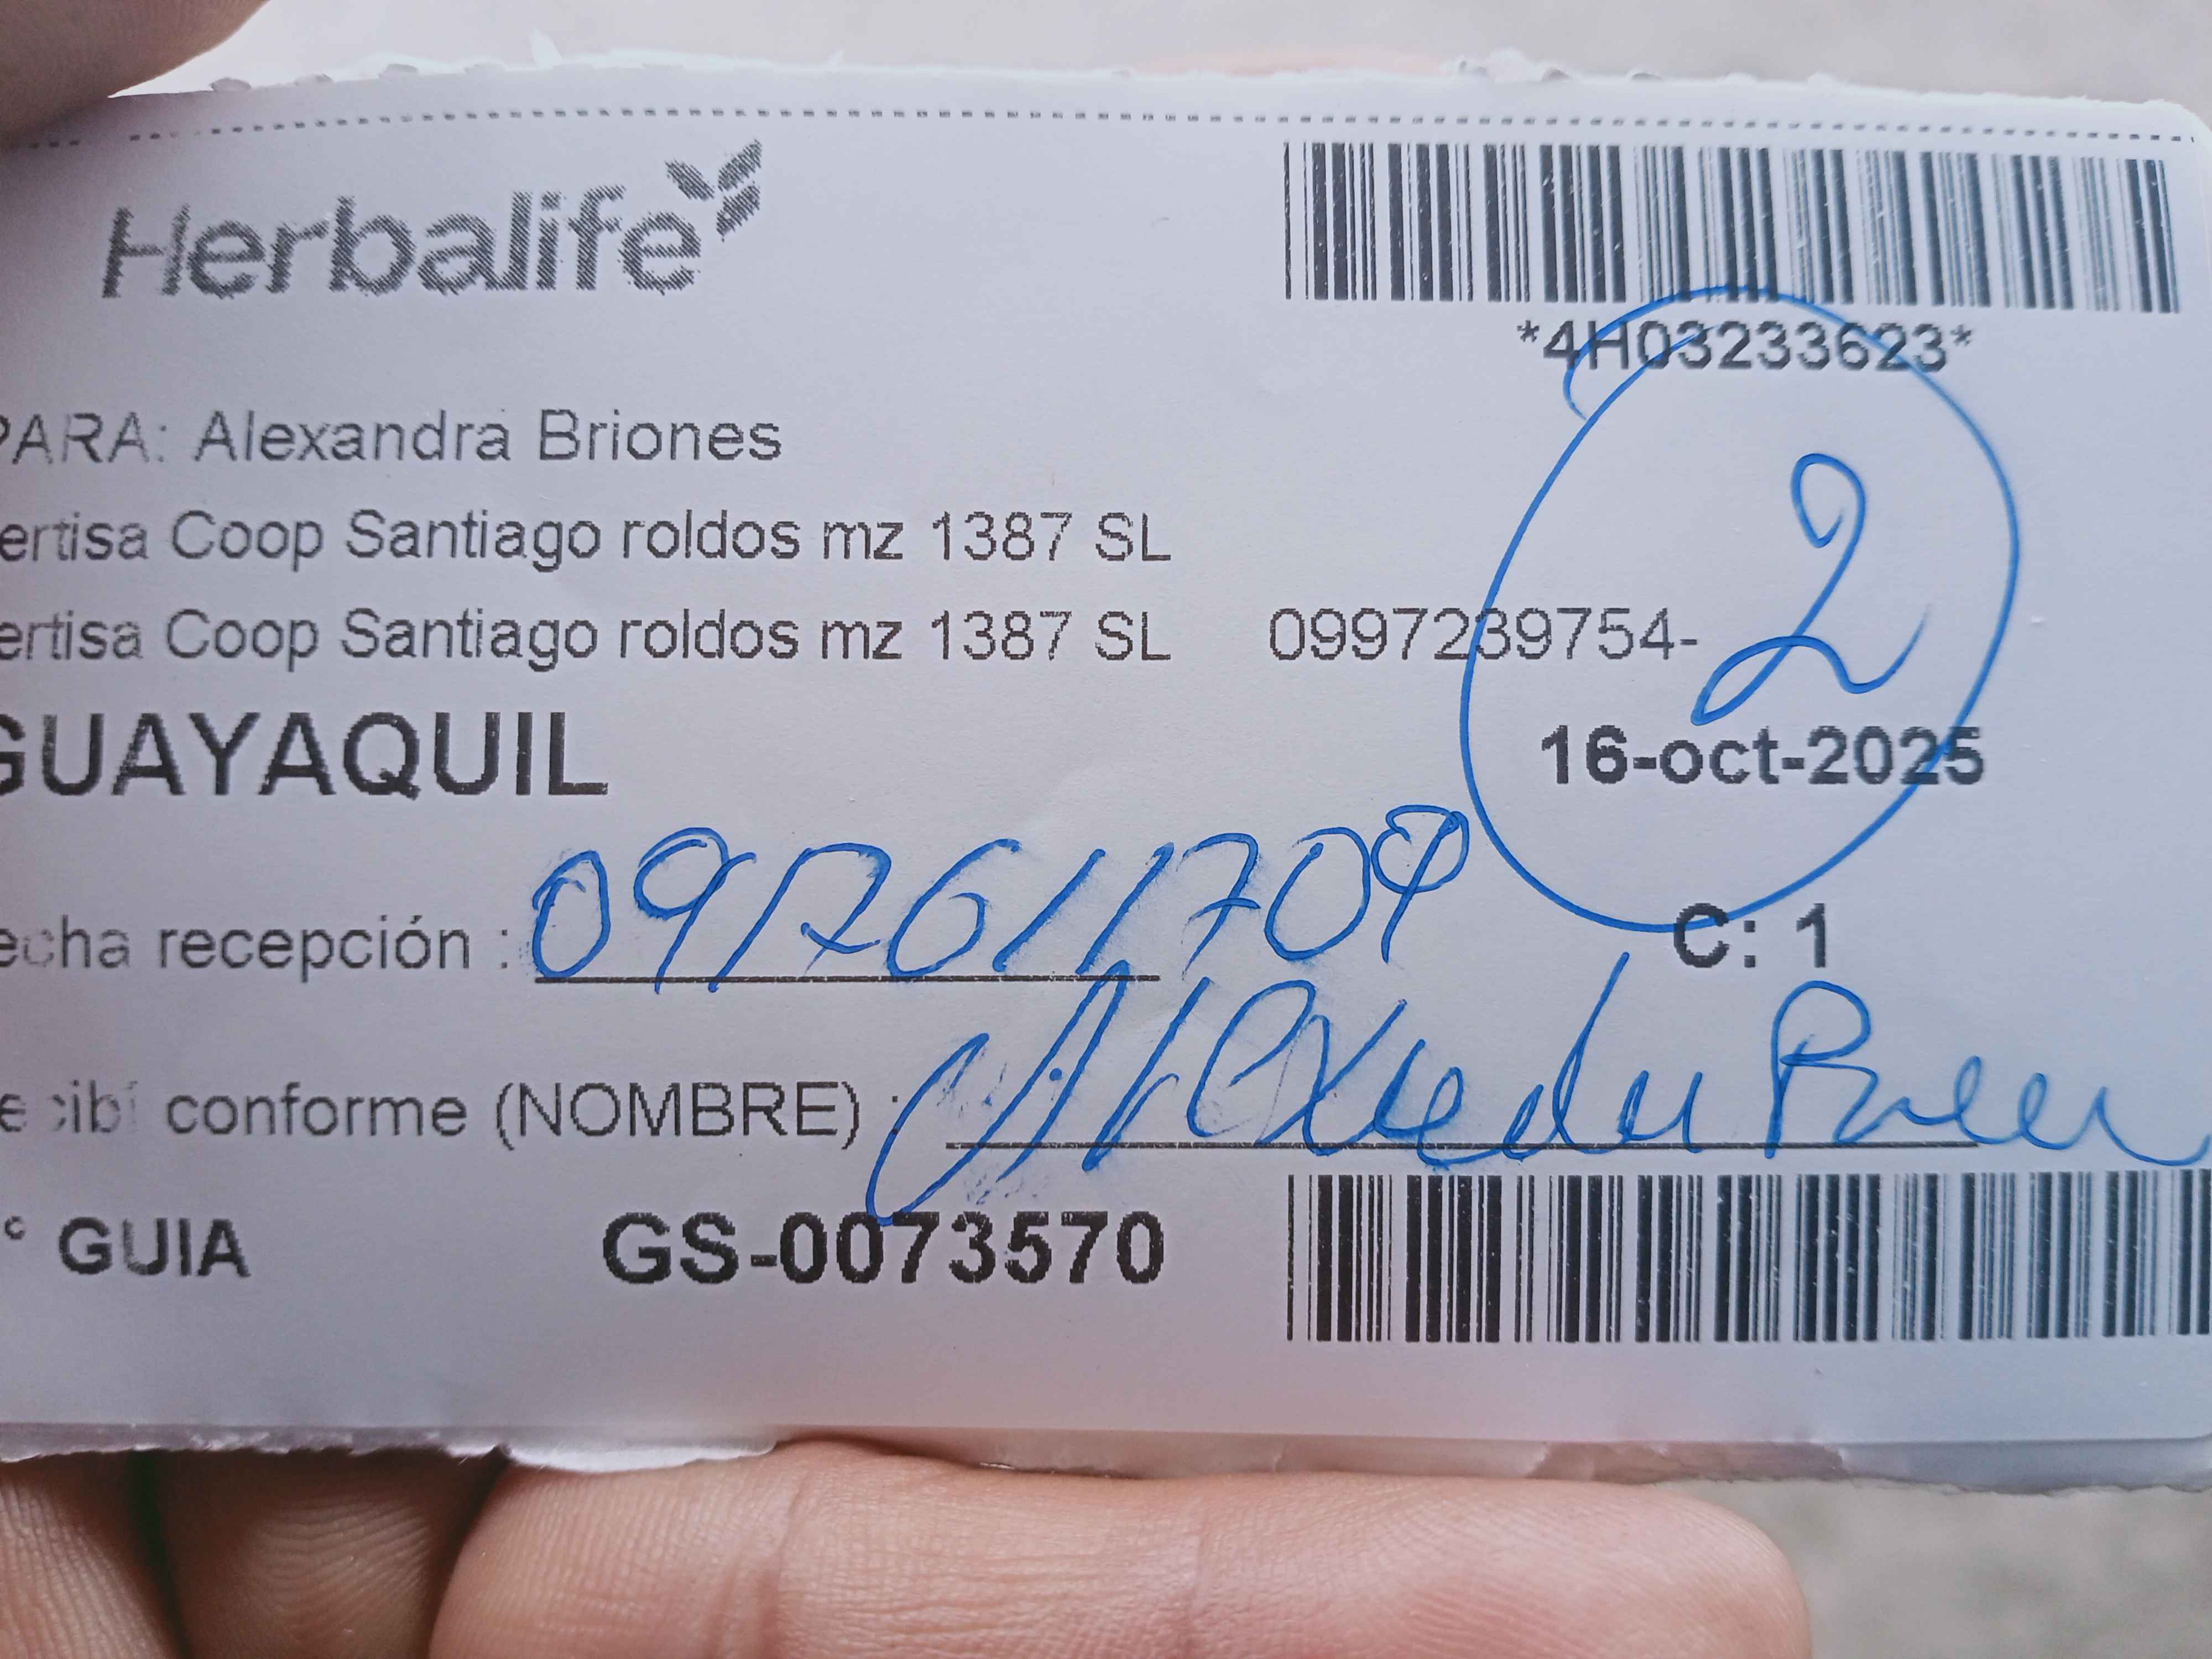 Herbalife
*4H03233623*
PARA: Alexandra Briones
ertisa Coop Santiago roldos mz 1387 SL
ertisa Coop Santiago roldos mz 1387 SL 0997239754-
2
GUAYAQUIL
16-oct-2025
echa recepción : 0917611709
C: 1
ecibí conforme (NOMBRE) :
° GUIA GS-0073570